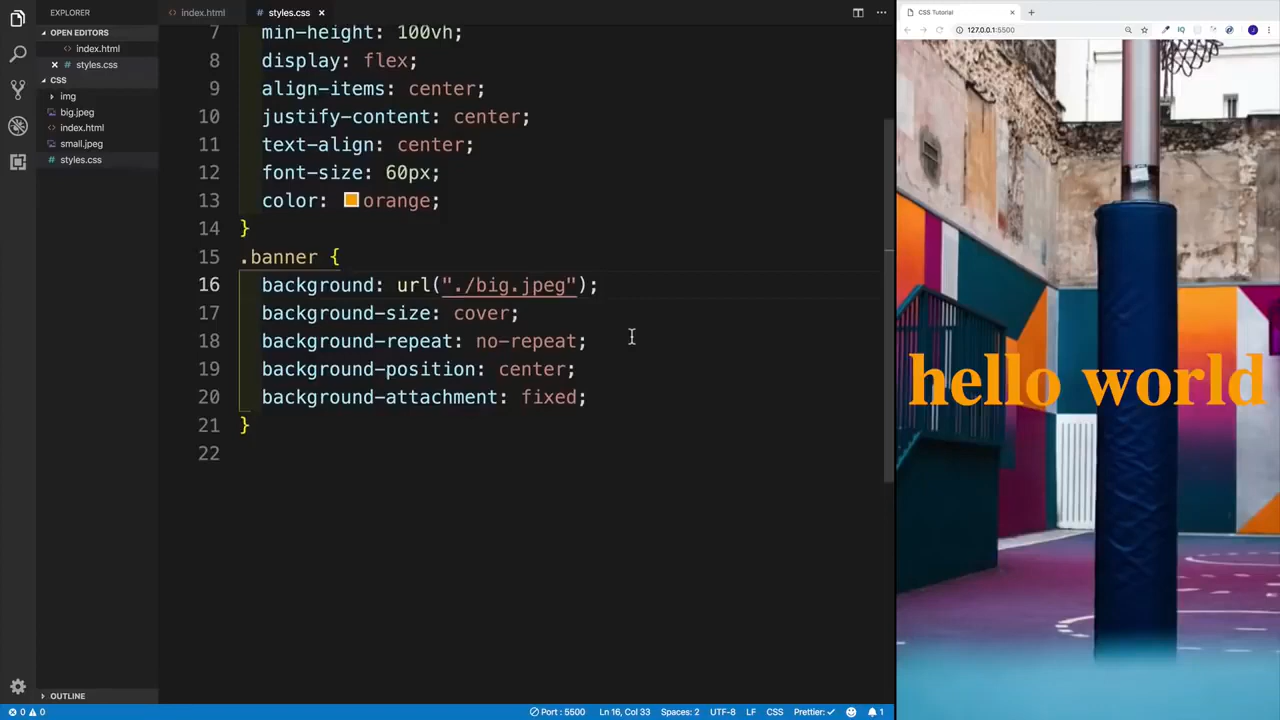 EXPLORER
index.html
styles.css
OPEN EDITORS
index.html
styles.css
CSS
img
big.jpeg
index.html
small.jpeg
styles.css
OUTLINE
7 min-height: 100vh;
8 display: flex;
9 align-items: center;
10 justify-content: center;
11 text-align: center;
12 font-size: 60px;
13 color: orange;
14 }
15 .banner {
16 background: url("./big.jpeg");
17 background-size: cover;
18 background-repeat: no-repeat;
19 background-position: center;
20 background-attachment: fixed;
21 }
22
CSS Tutorial
127.0.0.1:5500
IQ
J
hello world
0 0
Port : 5500
Ln 16, Col 33
Spaces: 2
UTF-8
LF
CSS
Prettier: ✓
1